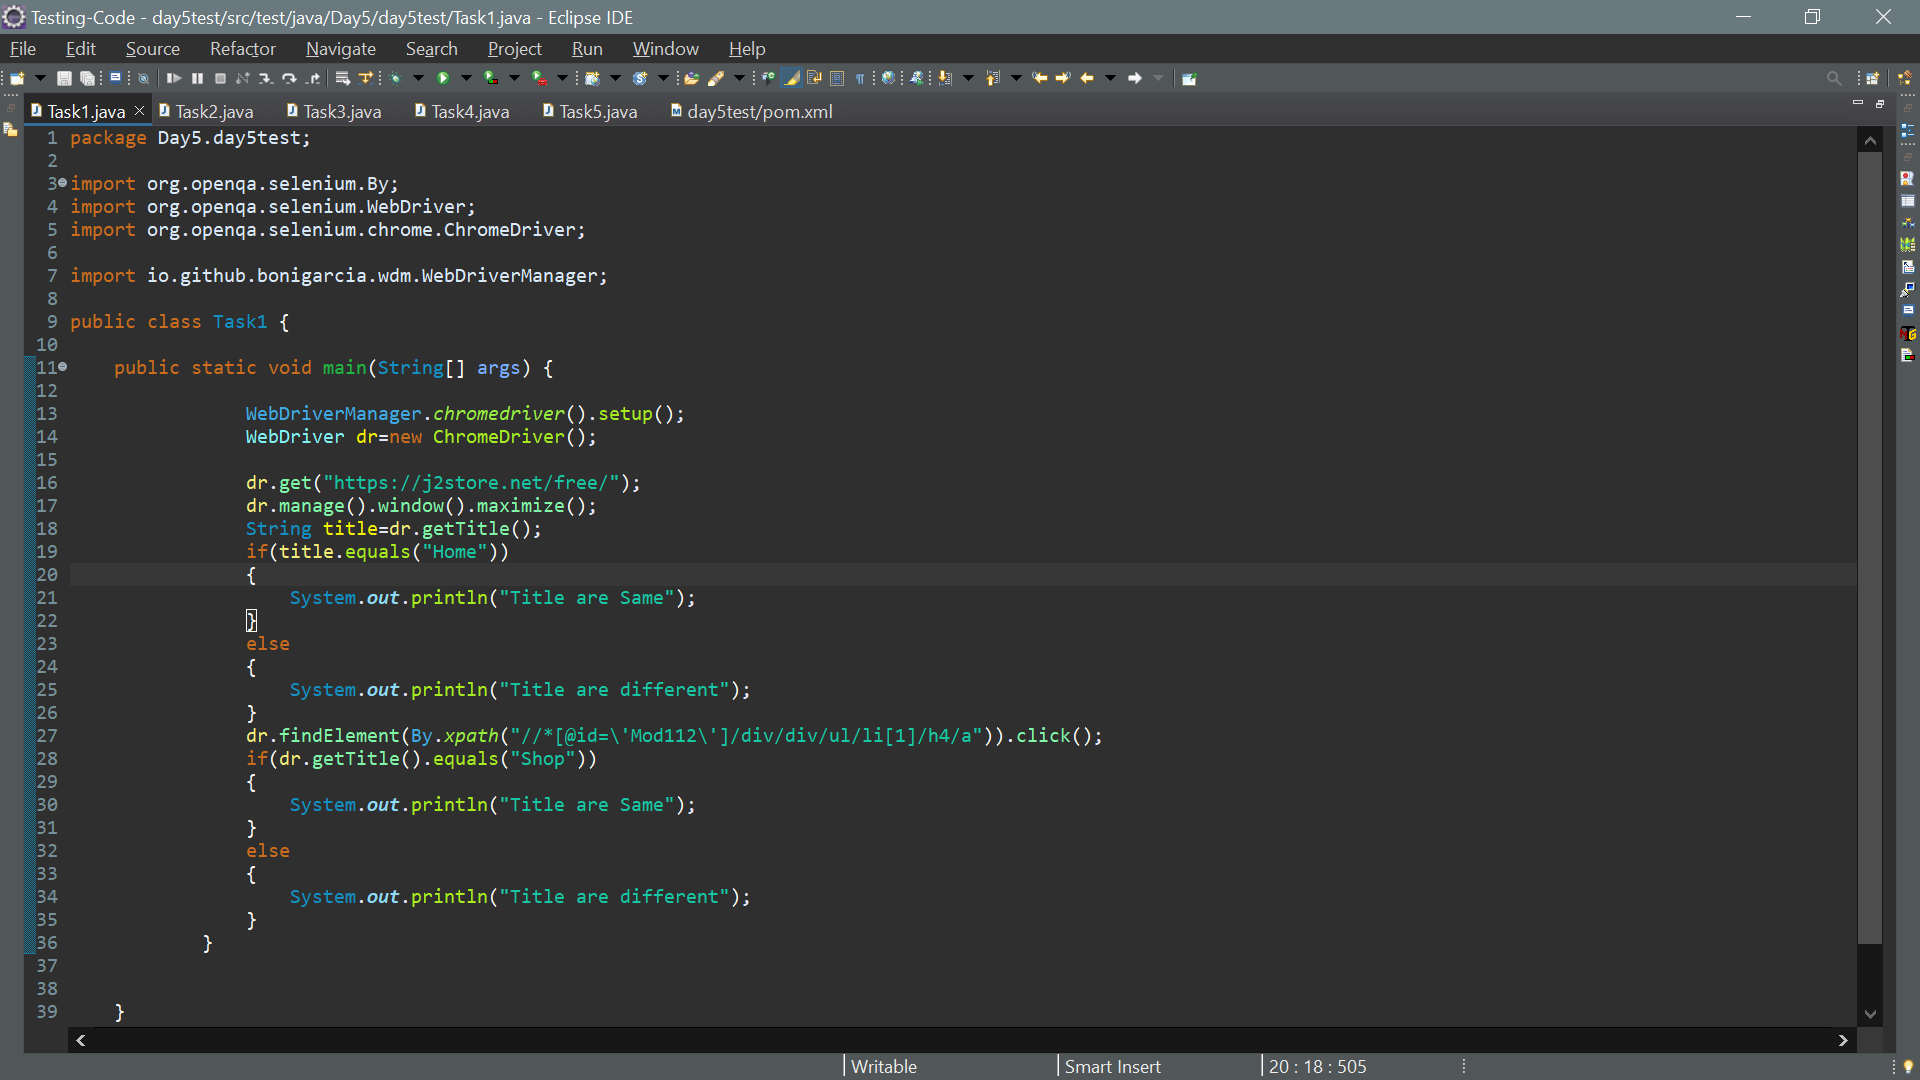 Testing-Code - day5test/src/test/java/Day5/day5test/Task1.java - Eclipse IDE
File Edit Source Refactor Navigate Search Project Run Window Help
Task1.java Task2.java Task3.java Task4.java Task5.java day5test/pom.xml
1 package Day5.day5test;
2
3 import org.openqa.selenium.By;
4 import org.openqa.selenium.WebDriver;
5 import org.openqa.selenium.chrome.ChromeDriver;
6
7 import io.github.bonigarcia.wdm.WebDriverManager;
8
9 public class Task1 {
10
11 public static void main(String[] args) {
12
13 WebDriverManager.chromedriver().setup();
14 WebDriver dr=new ChromeDriver();
15
16 dr.get("https://j2store.net/free/");
17 dr.manage().window().maximize();
18 String title=dr.getTitle();
19 if(title.equals("Home"))
20 {
21 System.out.println("Title are Same");
22 }
23 else
24 {
25 System.out.println("Title are different");
26 }
27 dr.findElement(By.xpath("//*[@id=\'Mod112\']/div/div/ul/li[1]/h4/a")).click();
28 if(dr.getTitle().equals("Shop"))
29 {
30 System.out.println("Title are Same");
31 }
32 else
33 {
34 System.out.println("Title are different");
35 }
36 }
37
38
39 }
Writable Smart Insert 20 : 18 : 505